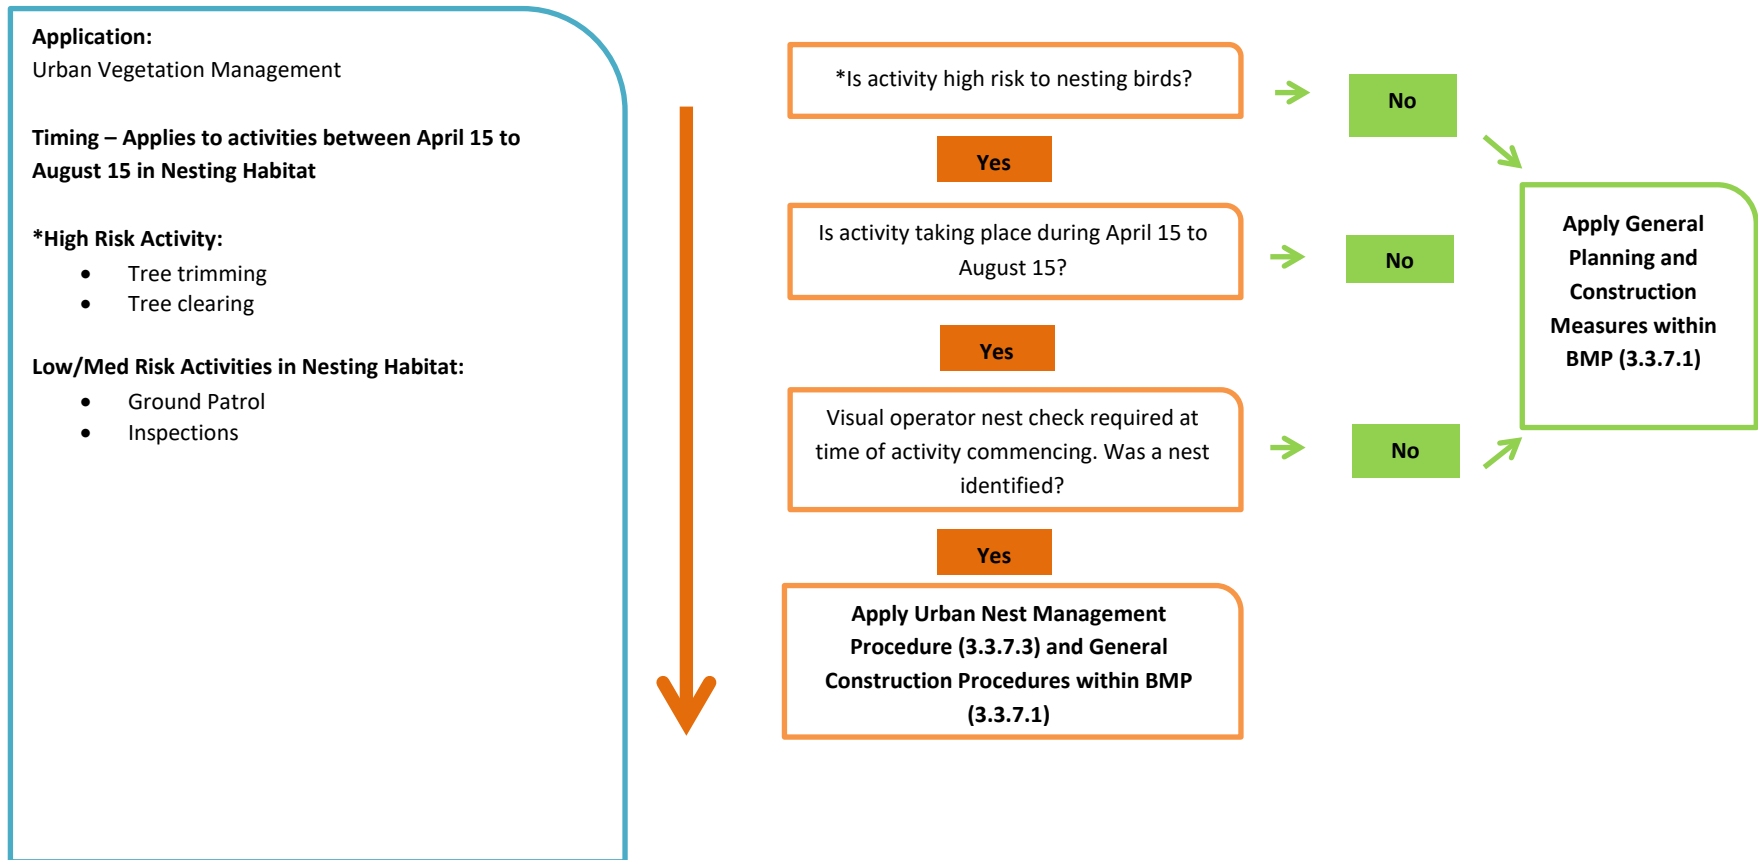 Application:
Urban Vegetation Management
Timing – Applies to activities between April 15 to
August 15 in Nesting Habitat
*High Risk Activity:
• Tree trimming
• Tree clearing
Low/Med Risk Activities in Nesting Habitat:
• Ground Patrol
• Inspections
*Is activity high risk to nesting birds?
No
Yes
Is activity taking place during April 15 to
August 15?
No
Yes
Visual operator nest check required at
time of activity commencing. Was a nest
identified?
No
Yes
Apply Urban Nest Management
Procedure (3.3.7.3) and General
Construction Procedures within BMP
(3.3.7.1)
Apply General
Planning and
Construction
Measures within
BMP (3.3.7.1)